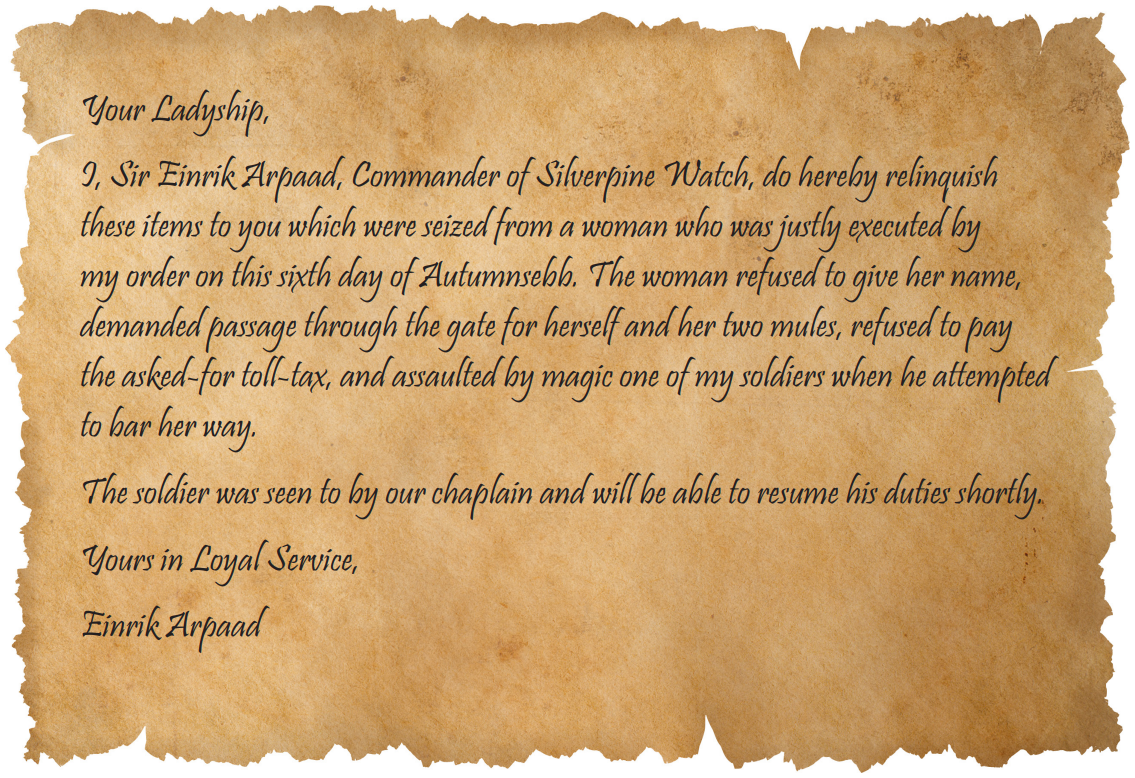 Your Ladyship,
I, Sir Einrik Arpaad, Commander of Silverpine Watch, do hereby relinquish
these items to you which were seized from a woman who was justly executed by
my order on this sixth day of Autumnsebb. The woman refused to give her name,
demanded passage through the gate for herself and her two mules, refused to pay
the asked-for toll-tax, and assaulted by magic one of my soldiers when he attempted
to bar her way.
The soldier was seen to by our chaplain and will be able to resume his duties shortly.
Yours in Loyal Service,
Einrik Arpaad